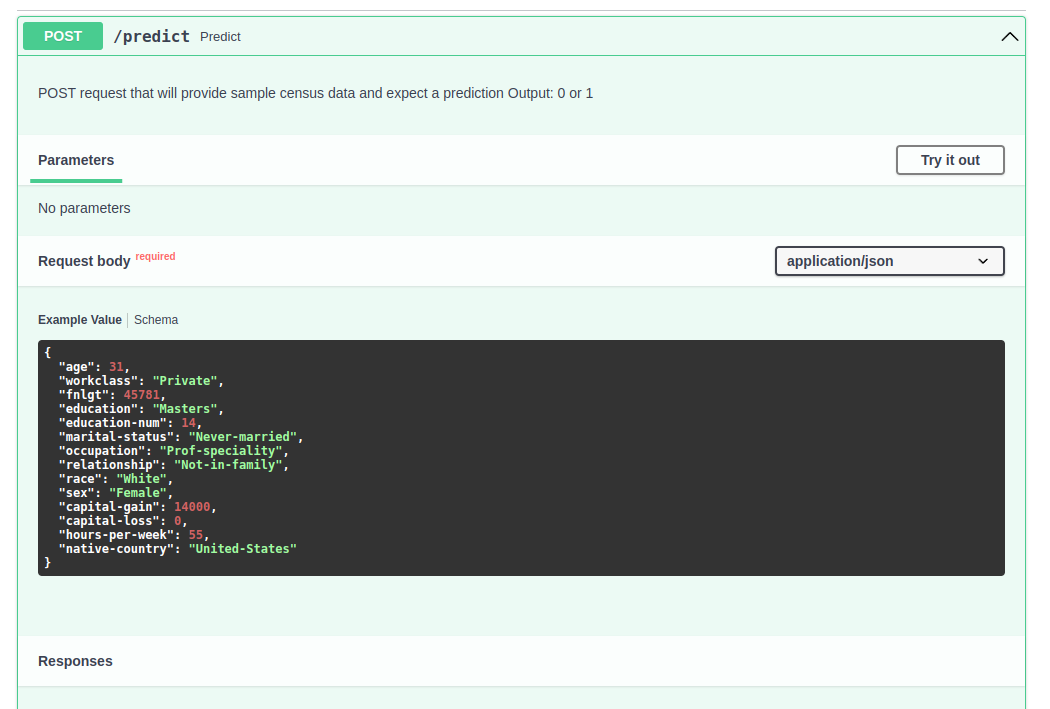 POST /predict Predict
POST request that will provide sample census data and expect a prediction Output: 0 or 1
Parameters
Try it out
No parameters
Request body required
application/json
Example Value
Schema
{
  "age": 31,
  "workclass": "Private",
  "fnlgt": 45781,
  "education": "Masters",
  "education-num": 14,
  "marital-status": "Never-married",
  "occupation": "Prof-speciality",
  "relationship": "Not-in-family",
  "race": "White",
  "sex": "Female",
  "capital-gain": 14000,
  "capital-loss": 0,
  "hours-per-week": 55,
  "native-country": "United-States"
}
Responses